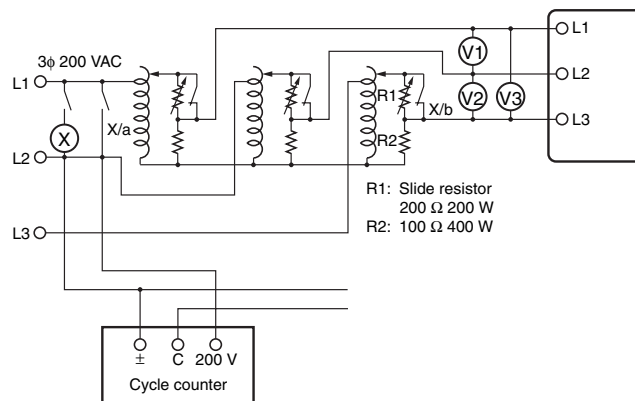 3ϕ 200 VAC
L1
X
X/a
L2
L3
R1
R2
X/b
V1
V2
V3
L1
L2
L3
R1: Slide resistor
200 Ω 200 W
R2: 100 Ω 400 W
±
C
200 V
Cycle counter